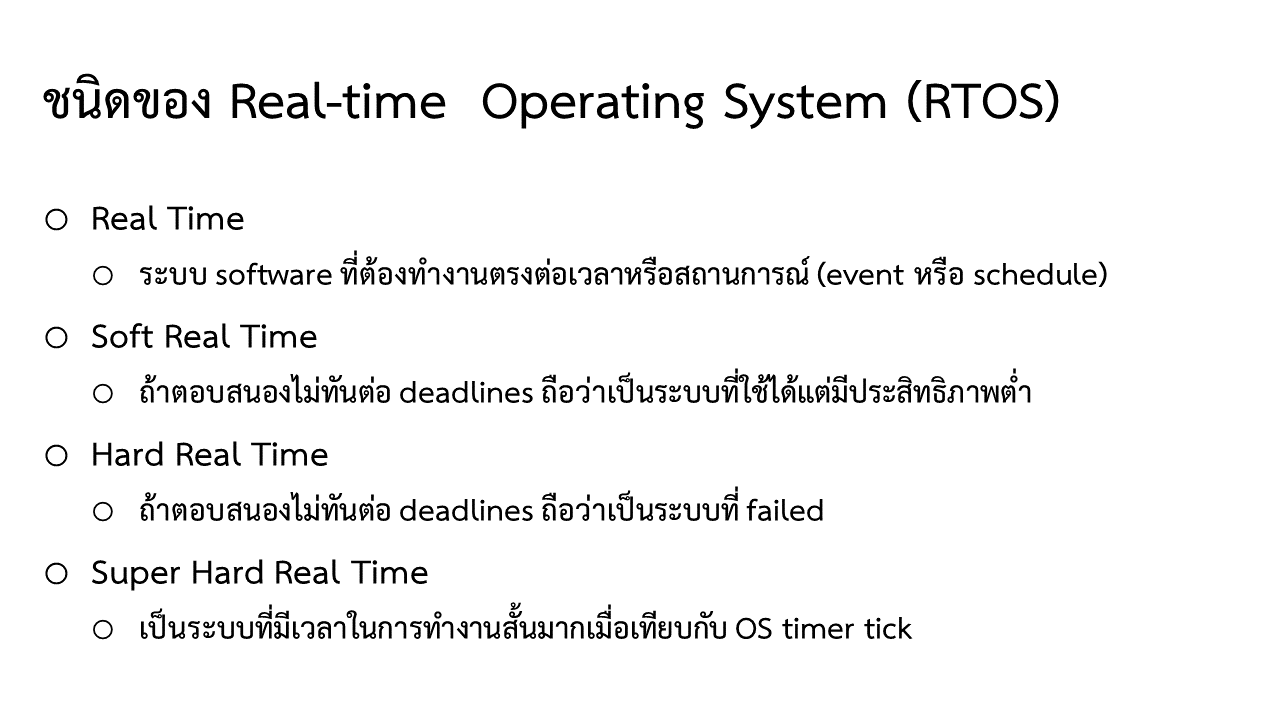 ชนิดของ Real-time  Operating System (RTOS)
Real Time
ระบบ software ที่ต้องทำงานตรงต่อเวลาหรือสถานการณ์ (event หรือ schedule)
Soft Real Time
ถ้าตอบสนองไม่ทันต่อ deadlines ถือว่าเป็นระบบที่ใช้ได้แต่มีประสิทธิภาพต่ำ
Hard Real Time
ถ้าตอบสนองไม่ทันต่อ deadlines ถือว่าเป็นระบบที่ failed
Super Hard Real Time
เป็นระบบที่มีเวลาในการทำงานสั้นมากเมื่อเทียบกับ OS timer tick